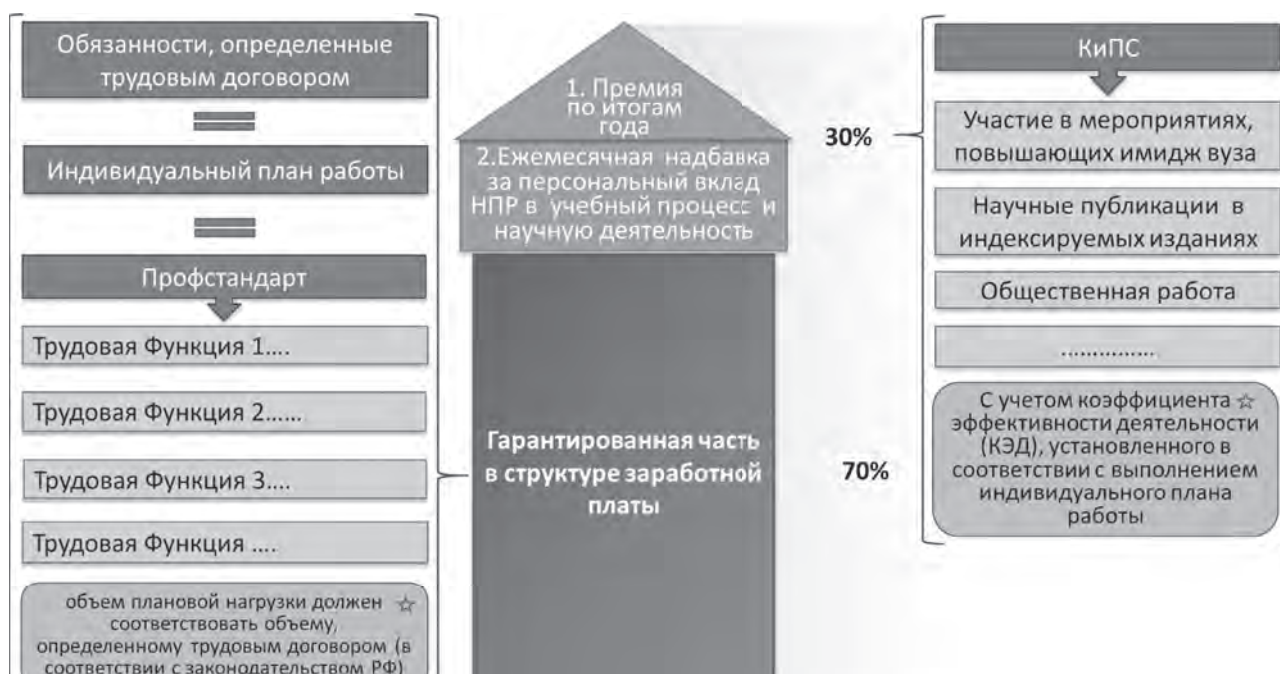 Обязанности, определенные
трудовым договором
Индивидуальный план работы
Профстандарт
Трудовая Функция 1....
Трудовая Функция 2......
Трудовая Функция 3....
Трудовая Функция ....
объем плановой нагрузки должен
соответствовать объему,
определенному трудовым договором (в
соответствии с законодательством РФ)
1. Премия
по итогам
года
2.Ежемесячная надбавка
за персональный вклад
НПР в учебный процесс и
научную деятельность
Гарантированная часть
в структуре заработной
платы
30%
70%
КиПС
Участие в мероприятиях,
повышающих имидж вуза
Научные публикации в
индексируемых изданиях
Общественная работа
...............
С учетом коэффициента
эффективности деятельности
(КЭД), установленного в
соответствии с выполнением
индивидуального плана
работы